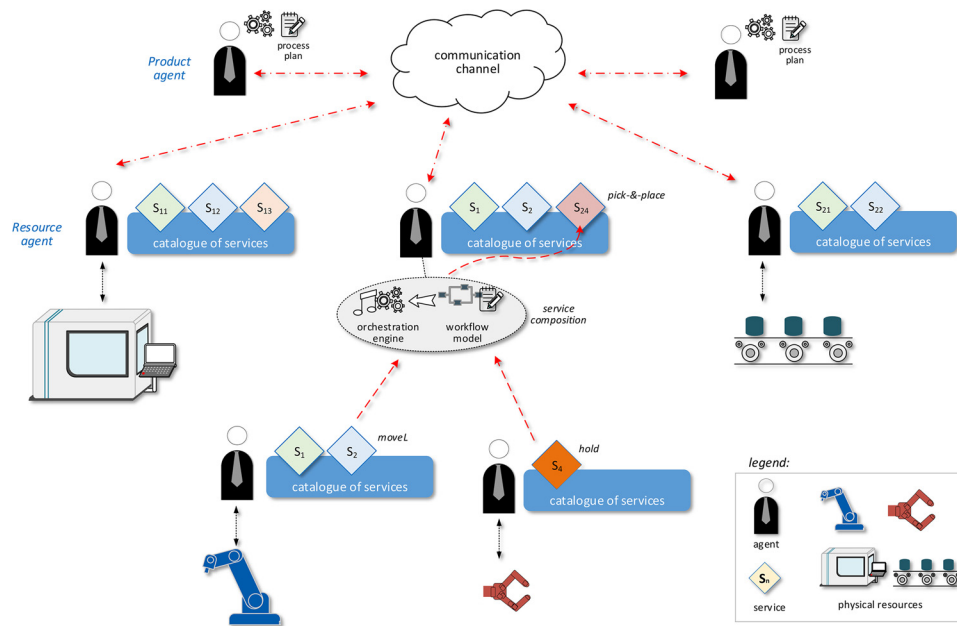 process
plan
Product
agent
communication
channel
process
plan
Resource
agent
S11
S12
S13
catalogue of services
S1
S2
S24
pick-&-place
catalogue of services
S21
S22
catalogue of services
orchestration
engine
workflow
model
service
composition
S1
S2
moveL
catalogue of services
S4
hold
catalogue of services
legend:
agent
Sn
service
physical resources